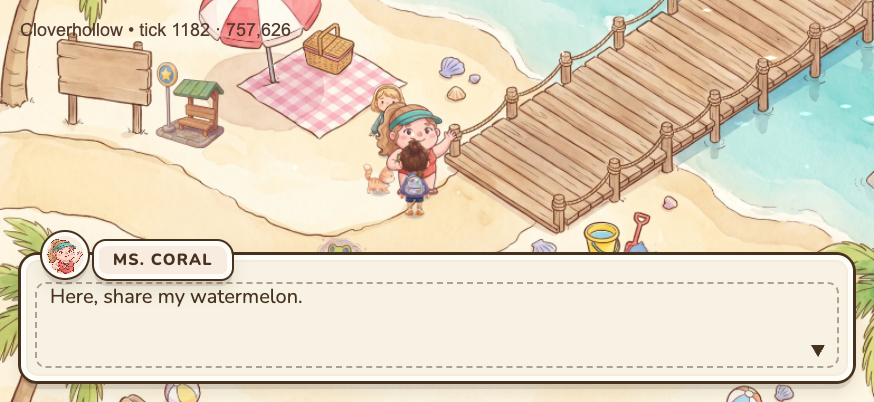 Cloverhollow • tick 1182 · 757,626
MS. CORAL
Here, share my watermelon.